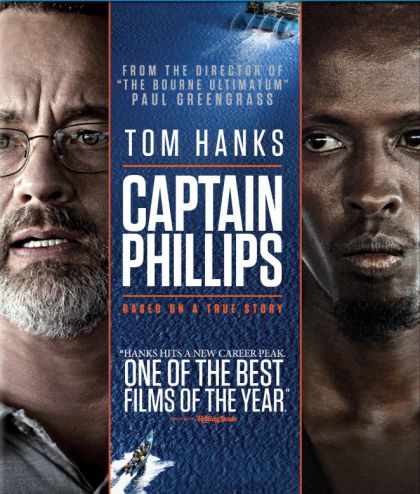 FROM THE DIRECTOR OF
"THE BOURNE ULTIMATUM"
PAUL GREENGRASS
TOM HANKS
CAPTAIN
PHILLIPS
BASED ON A TRUE STORY
"HANKS HITS A NEW CAREER PEAK.
ONE OF THE BEST
FILMS OF THE YEAR."
RollingStone